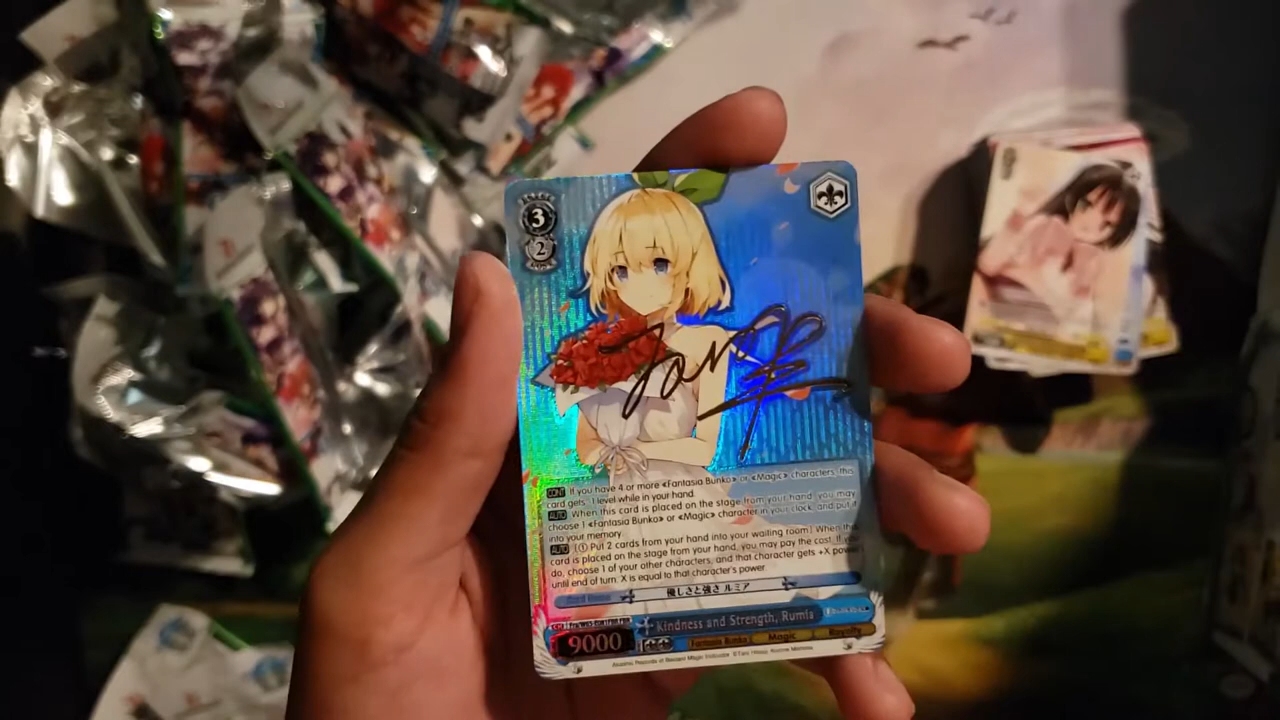 3
2
CONT If you have 4 or more «Fantasia Bunko» or «Magic» characters, this
card gets -1 level while in your hand.
AUTO When this card is placed on the stage from your hand, you may
choose 1 «Fantasia Bunko» or «Magic» character in your clock, and put it
into your memory.
AUTO [(1) Put 2 cards from your hand into your waiting room] When this
card is placed on the stage from your hand, you may pay the cost. If you
do, choose 1 of your other characters, and that character gets +X power
until end of turn. X is equal to that character's power.
優しさと強さ ルミア
Kindness and Strength, Rumia
9000
Fantasia Bunko Magic Royalty